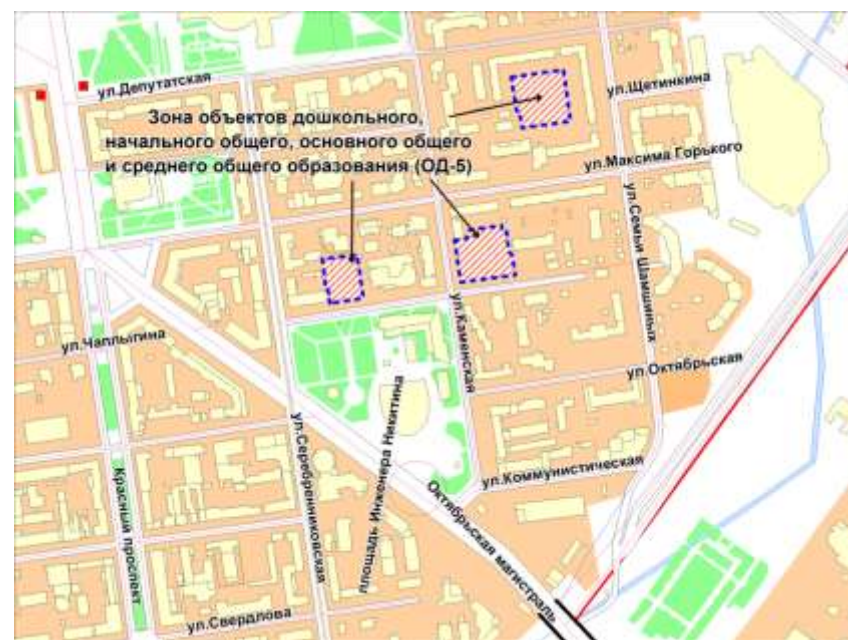 ул.Депутатская
ул.Щетинкина
Зона объектов дошкольного,
начального общего, основного общего
и среднего общего образования (ОД-5)
ул.Максима Горького
ул.Семьи Шамшиных
ул.Каменская
ул.Чаплыгина
ул.Октябрьская
площадь Инженера Никитина
ул.Серебренниковская
Красный проспект
ул.Коммунистическая
Октябрьская магистраль
ул.Свердлова